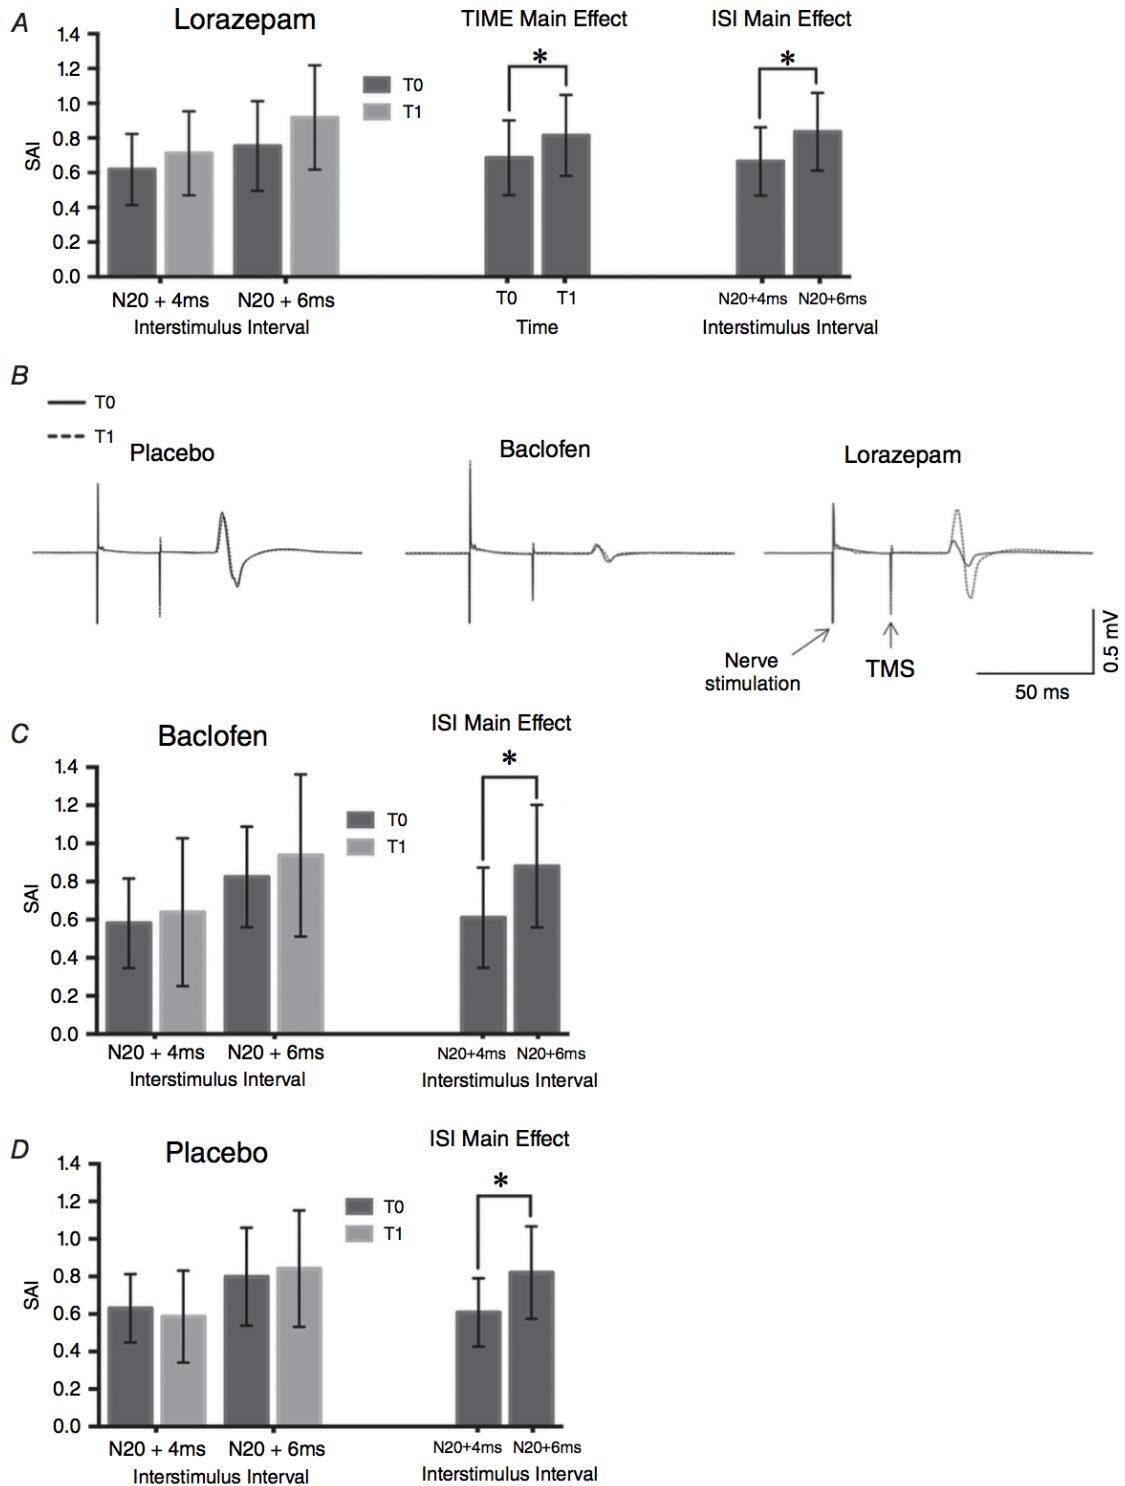 A
Lorazepam
TIME Main Effect
ISI Main Effect
1.4
1.2
1.0
0.8
0.6
0.4
0.2
0.0
SAI
T0
T1
*
*
N20 + 4ms N20 + 6ms
Interstimulus Interval
T0 T1
Time
N20+4ms N20+6ms
Interstimulus Interval
B
T0
T1
Placebo
Baclofen
Lorazepam
Nerve
stimulation
TMS
0.5 mV
50 ms
C
Baclofen
ISI Main Effect
1.4
1.2
1.0
0.8
0.6
0.4
0.2
0.0
SAI
T0
T1
*
N20 + 4ms N20 + 6ms
Interstimulus Interval
N20+4ms N20+6ms
Interstimulus Interval
D
Placebo
ISI Main Effect
1.4
1.2
1.0
0.8
0.6
0.4
0.2
0.0
SAI
T0
T1
*
N20 + 4ms N20 + 6ms
Interstimulus Interval
N20+4ms N20+6ms
Interstimulus Interval